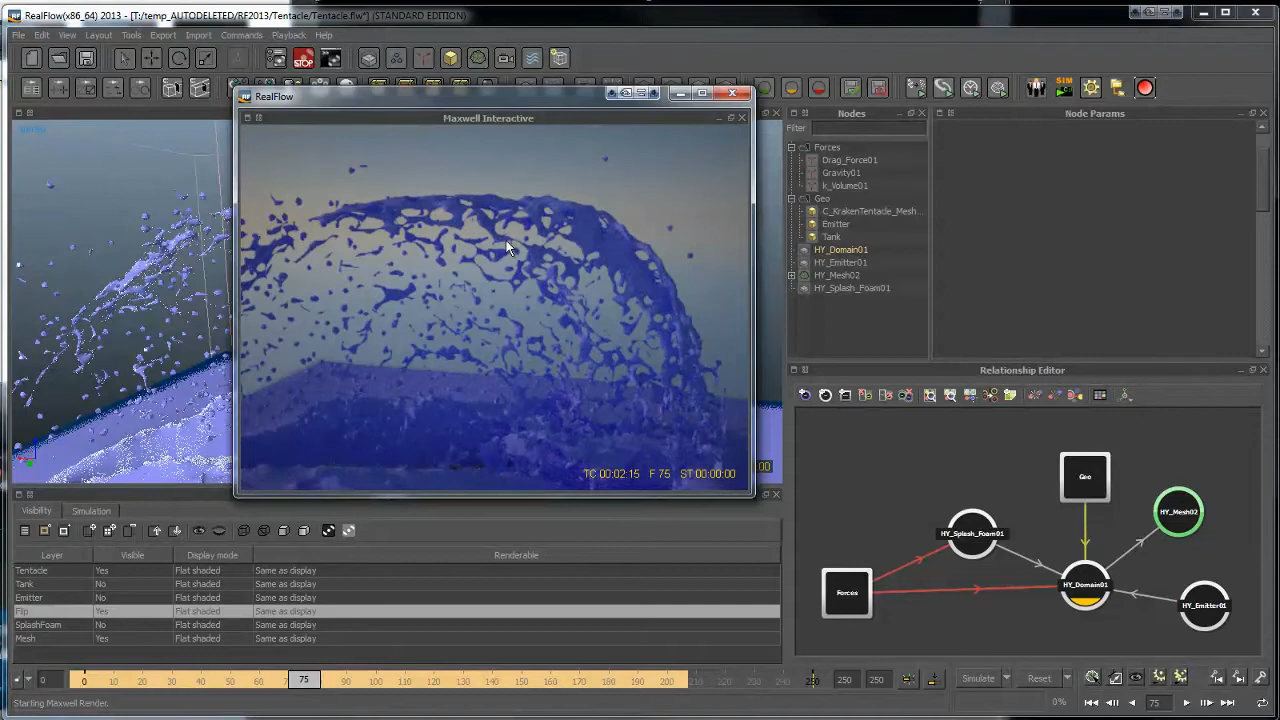 RealFlow(x86_64) 2013 - [T:/temp_AUTODELETED/RF2013/Tentacle/Tentacle.flw*] (STANDARD EDITION)
File Edit View Layout Tools Export Import Commands Playback Help
STOP
SIM
RealFlow
Maxwell Interactive
TC 00:02:15 F 75 ST 00:00:00
Nodes
Filter
Forces
Drag_Force01
Gravity01
k_Volume01
Geo
C_KrakenTentacle_Mesh...
Emitter
Tank
HY_Domain01
HY_Emitter01
HY_Mesh02
HY_Splash_Foam01
Node Params
Relationship Editor
Geo
HY_Mesh02
HY_Splash_Foam01
HY_Domain01
Forces
HY_Emitter01
Visibility Simulation
Layer Visible Display mode Renderable
Tentacle Yes Flat shaded Same as display
Tank No Flat shaded Same as display
Emitter No Flat shaded Same as display
Flip Yes Flat shaded Same as display
SplashFoam No Flat shaded Same as display
Mesh Yes Flat shaded Same as display
0 0 10 20 30 40 50 60 75 90 100 110 120 130 140 150 160 170 180 190 200 210 220 230 240 250 250 250
Simulate Reset
Starting Maxwell Render.
0% 75